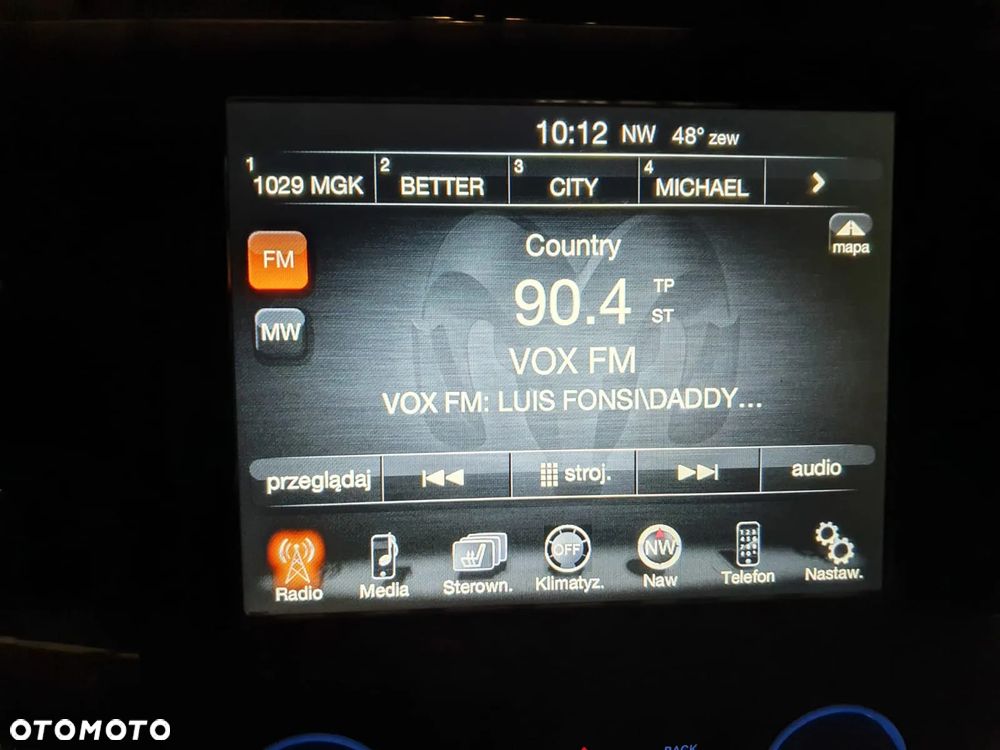 10:12 NW 48° zew
1 1029 MGK 2 BETTER 3 CITY 4 MICHAEL
mapa
FM
Country
90.4 TP
ST
MW
VOX FM
VOX FM: LUIS FONSI\DADDY...
przeglądaj stroj. audio
OFF NW
Radio Media Sterown. Klimatyz. Naw Telefon Nastaw.
OTOMOTO
BACK